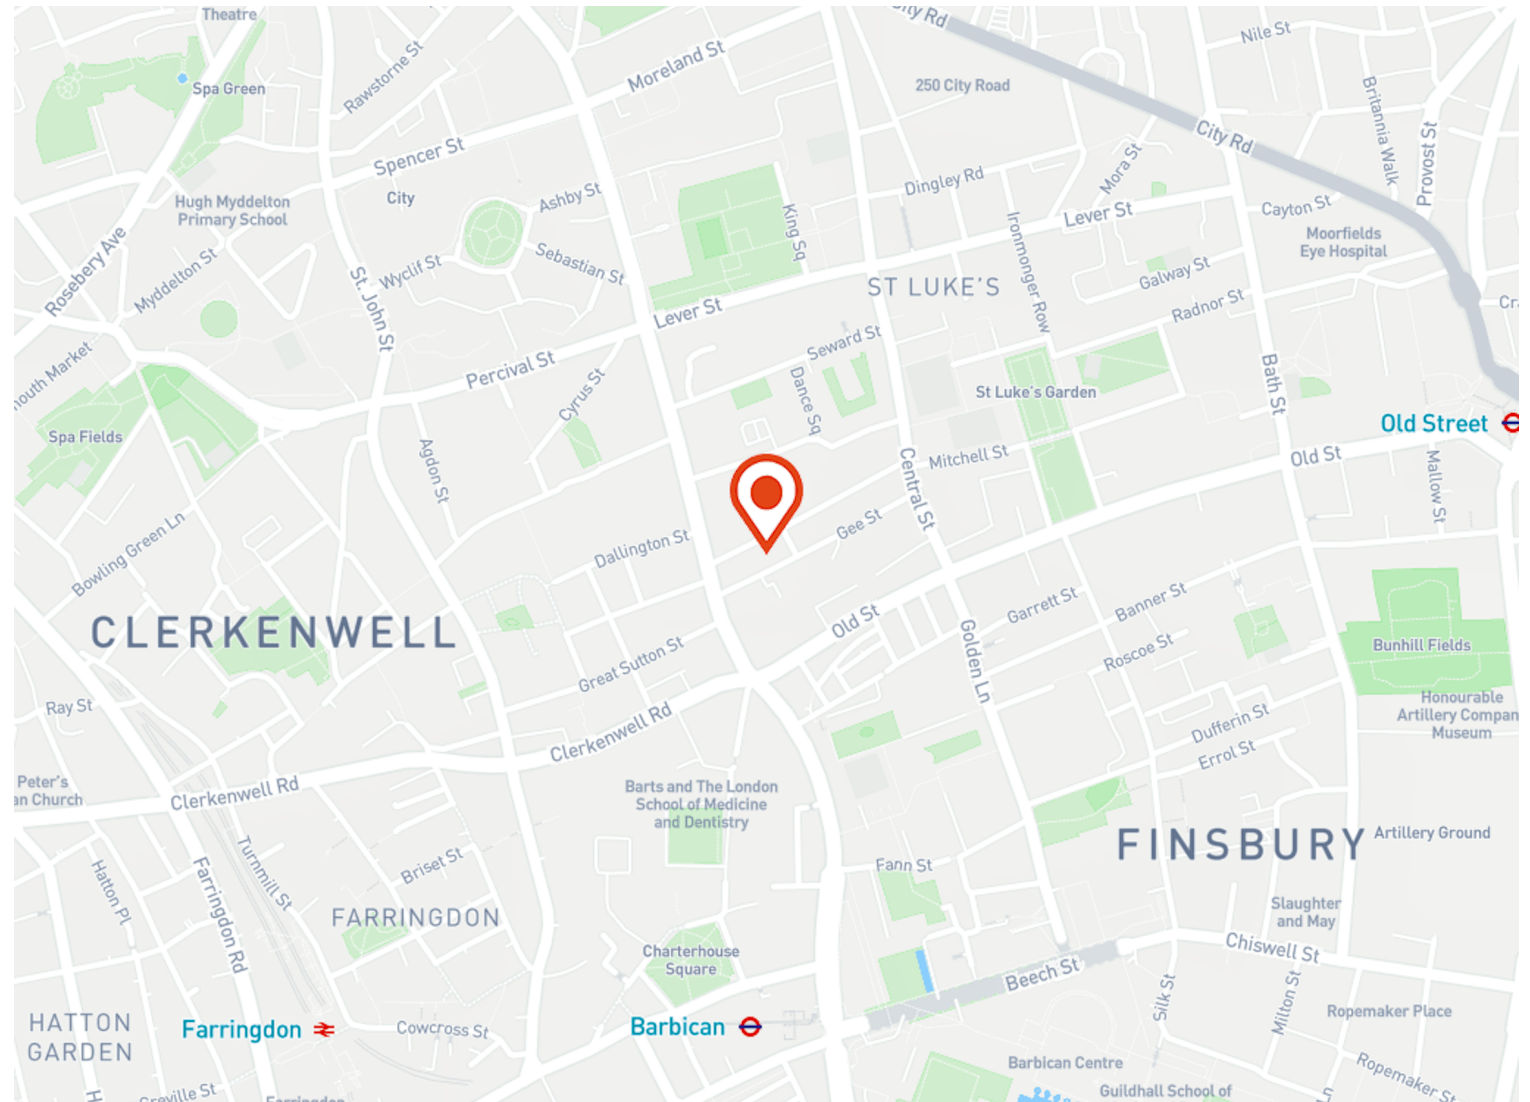 Theatre
City Rd
Nile St
Moreland St
Rawstorne St
Spa Green
250 City Road
Britannia Walk
Provost St
City Rd
Spencer St
Mora St
Dingley Rd
City
Ashby St
Hugh Myddelton
Primary School
King Sq
Lever St
Cayton St
Ironmonger Row
Moorfields
Eye Hospital
Rosebery Ave
Myddelton St
Wyclif St
Sebastian St
Galway St
ST LUKE'S
St. John St
Lever St
Radnor St
Seward St
Percival St
Bath St
Cyrus St
Dance Sq
St Luke's Garden
Spa Fields
Old Street
Agdon St
Central St
Mitchell St
Old St
Mallow St
Bowling Green Ln
Gee St
Dallington St
CLERKENWELL
Garrett St
Banner St
Old St
Golden Ln
Roscoe St
Bunhill Fields
Great Sutton St
Ray St
Honourable
Artillery Compan
Museum
Clerkenwell Rd
Dufferin St
Errol St
Peter's
an Church
Clerkenwell Rd
Barts and The London
School of Medicine
and Dentistry
FINSBURY
Artillery Ground
Turnmill St
Briset St
Fann St
Hatton Pl
Farringdon Rd
FARRINGDON
Slaughter
and May
Charterhouse
Square
Chiswell St
Beech St
Silk St
Milton St
HATTON
GARDEN
Farringdon
Cowcross St
Barbican
Ropemaker Place
Barbican Centre
Ropemaker St
Guildhall School of